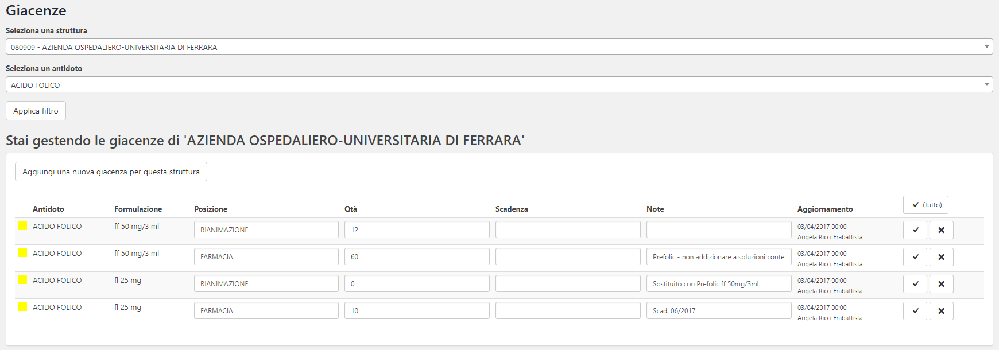 Giacenze
Seleziona una struttura
080909 - AZIENDA OSPEDALIERO-UNIVERSITARIA DI FERRARA
Seleziona un antidoto
ACIDO FOLICO
Applica filtro
Stai gestendo le giacenze di 'AZIENDA OSPEDALIERO-UNIVERSITARIA DI FERRARA'
Aggiungi una nuova giacenza per questa struttura
Antidoto Formulazione Posizione Qtà Scadenza Note Aggiornamento (tutto)
ACIDO FOLICO ff 50 mg/3 ml RIANIMAZIONE 12 03/04/2017 00:00
Angela Ricci Frabattista
ACIDO FOLICO ff 50 mg/3 ml FARMACIA 60 Prefolic - non addizionare a soluzioni conter 03/04/2017 00:00
Angela Ricci Frabattista
ACIDO FOLICO fl 25 mg RIANIMAZIONE 0 Sostituito con Prefolic ff 50mg/3ml 03/04/2017 00:00
Angela Ricci Frabattista
ACIDO FOLICO fl 25 mg FARMACIA 10 Scad. 06/2017 03/04/2017 00:00
Angela Ricci Frabattista